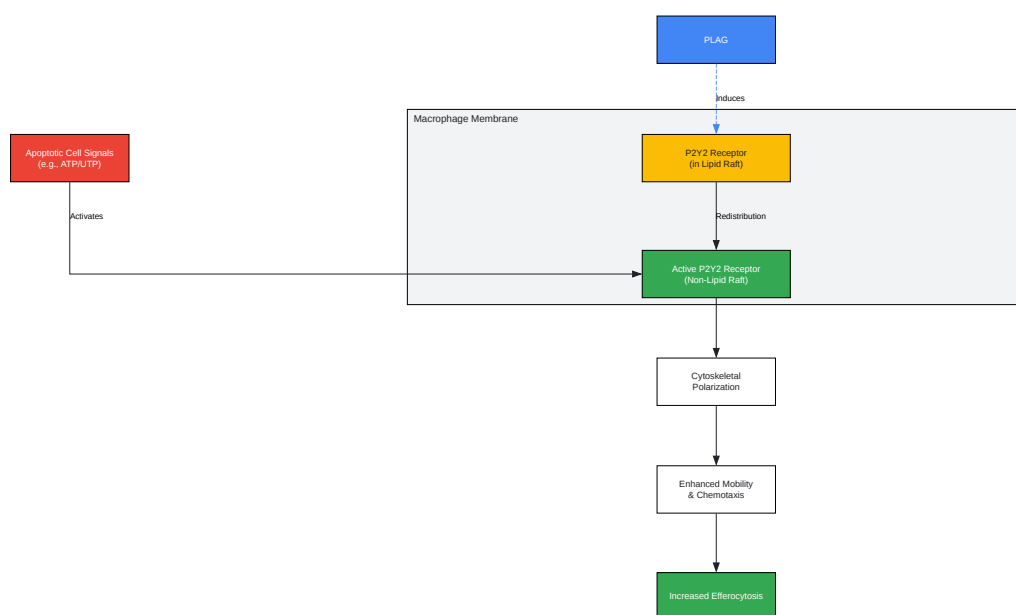 PLAG
Induces
Macrophage Membrane
Apoptotic Cell Signals
(e.g., ATP/UTP)
P2Y2 Receptor
(in Lipid Raft)
Activates
Redistribution
Active P2Y2 Receptor
(Non-Lipid Raft)
Cytoskeletal
Polarization
Enhanced Mobility
& Chemotaxis
Increased Efferocytosis